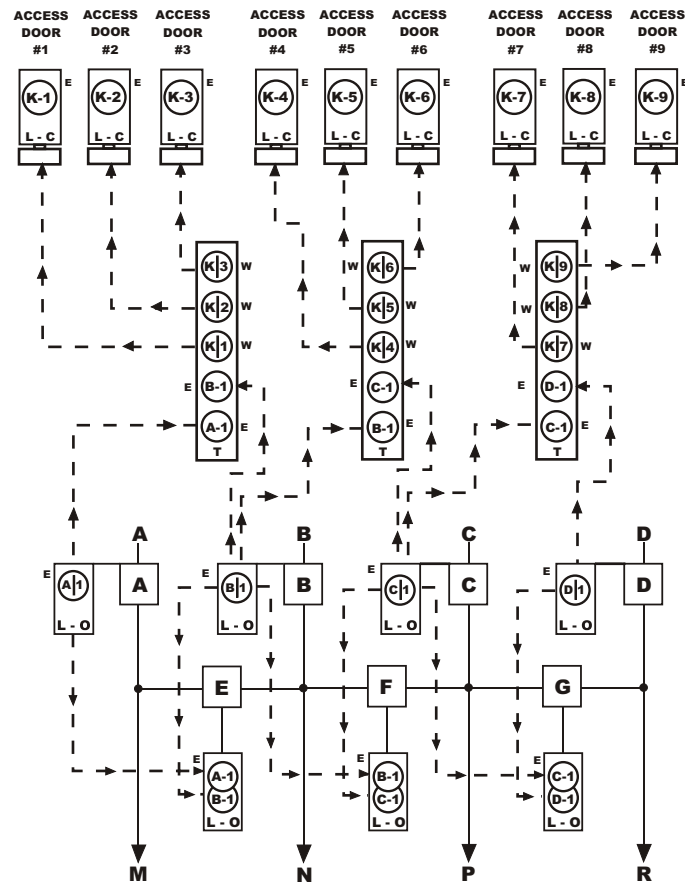 ACCESS DOOR #1
ACCESS DOOR #2
ACCESS DOOR #3
ACCESS DOOR #4
ACCESS DOOR #5
ACCESS DOOR #6
ACCESS DOOR #7
ACCESS DOOR #8
ACCESS DOOR #9
K-1 E K-2 E K-3 E K-4 E K-5 E K-6 E K-7 E K-8 E K-9 E
L - C L - C L - C L - C L - C L - C L - C L - C L - C
K 3 W W K 6 W K 9
K 2 W K 5 W W K 8
K 1 W K 4 W K 7 W
E B-1 E C-1 E D-1
A-1 E B-1 E C-1 E
T T T
A B C D
E A 1 A E B 1 B E C 1 C E D 1 D
L - O L - O L - O L - O
E F G
E A-1 E B-1 E C-1
B-1 C-1 D-1
L - O L - O L - O
M N P R